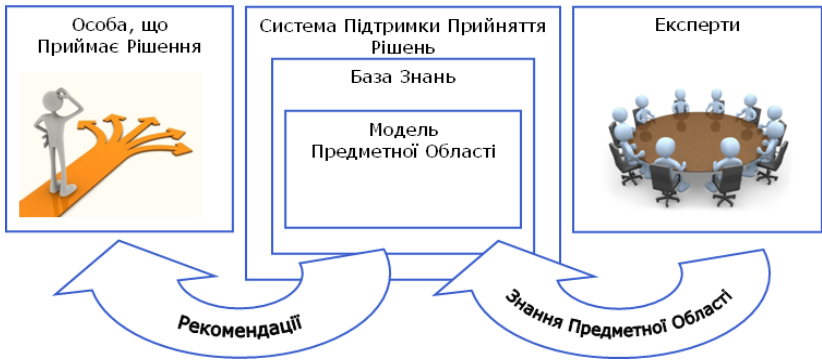 Особа, що
Приймає Рішення
Система Підтримки Прийняття
Рішень
База Знань
Модель
Предметної Області
Експерти
Рекомендації
Знання Предметної Області